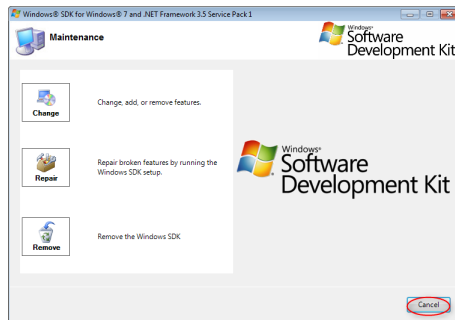 Windows® SDK for Windows® 7 and .NET Framework 3.5 Service Pack 1
Maintenance
Windows®
Software
Development Kit
Change
Change, add, or remove features.
Repair
Repair broken features by running the
Windows SDK setup.
Remove
Remove the Windows SDK
Windows®
Software
Development Kit
Cancel